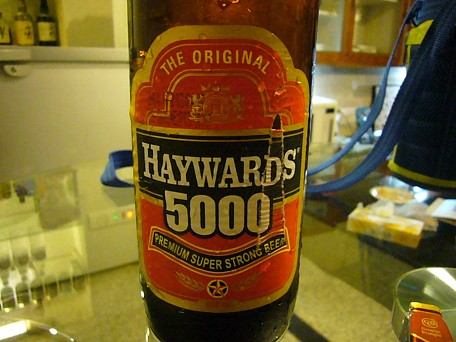 THE ORIGINAL
HAYWARDS®
5000
PREMIUM SUPER STRONG BEER